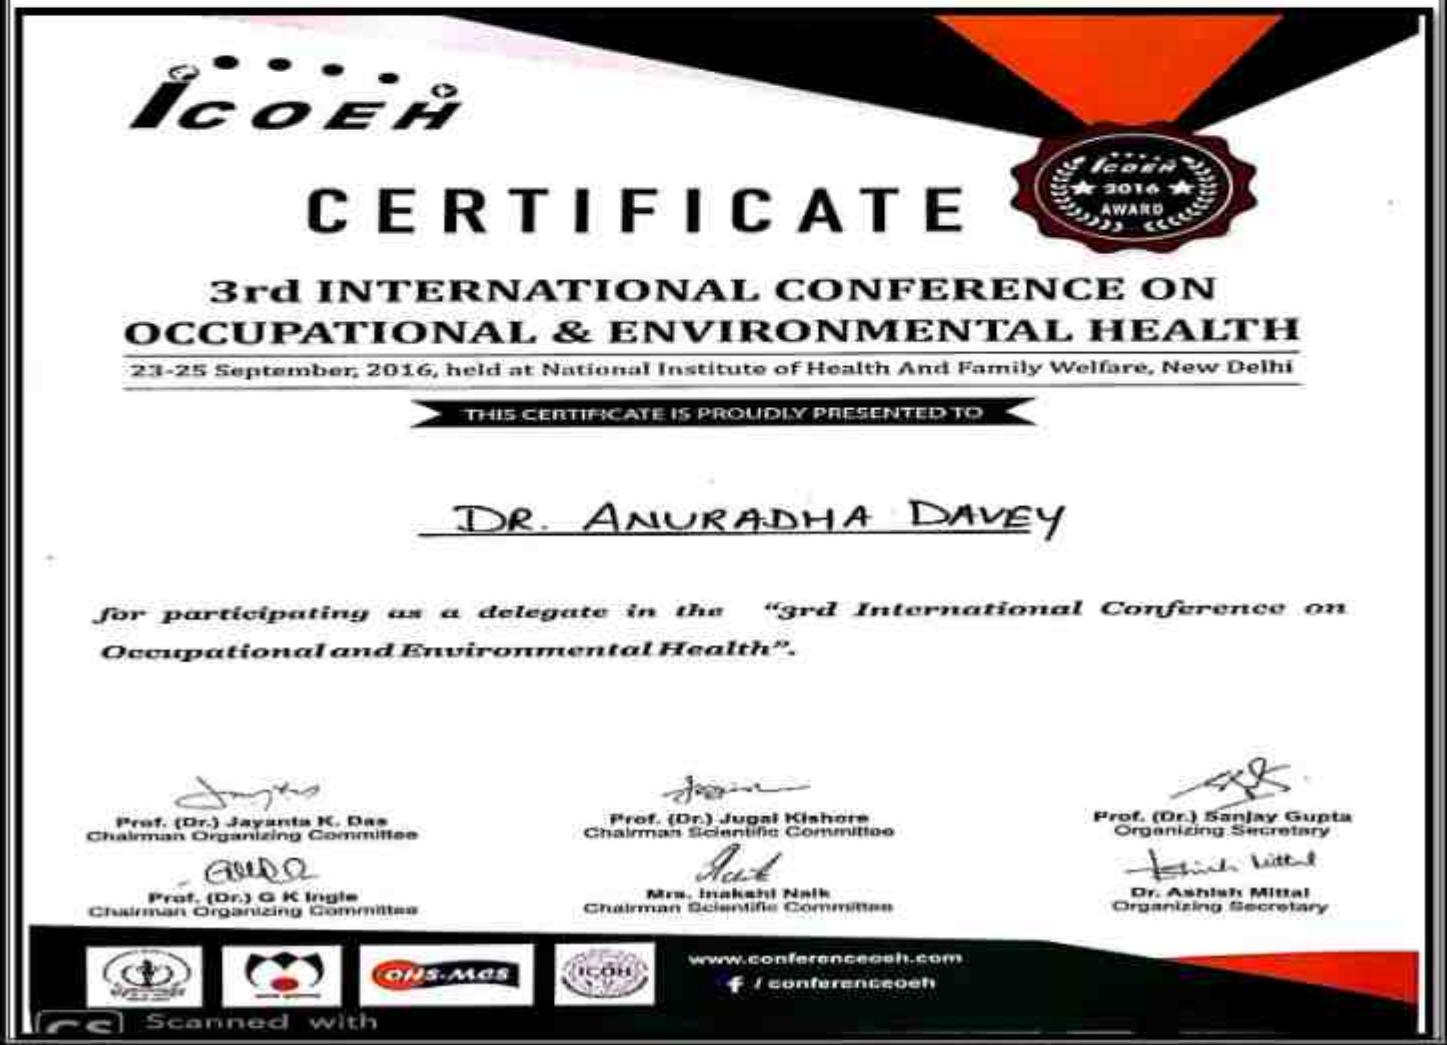 ICOEH
ICOEH
2016
AWARD
CERTIFICATE
3rd INTERNATIONAL CONFERENCE ON
OCCUPATIONAL & ENVIRONMENTAL HEALTH
23-25 September, 2016, held at National Institute of Health And Family Welfare, New Delhi
THIS CERTIFICATE IS PROUDLY PRESENTED TO
DR. ANURADHA DAVEY
for participating as a delegate in the "3rd International Conference on
Occupational and Environmental Health".
Prof. (Dr.) Jayanta K. Das
Chairman Organizing Committee
Prof. (Dr.) Jugal Kishore
Chairman Scientific Committee
Prof. (Dr.) Sanjay Gupta
Organizing Secretary
Prof. (Dr.) G K Ingle
Chairman Organizing Committee
Mrs. Inakshi Naik
Chairman Scientific Committee
Ashish Mittal
Dr. Ashish Mittal
Organizing Secretary
OHS-MCS
ICOH
www.conferenceoeh.com
f / conferenceoeh
CS Scanned with